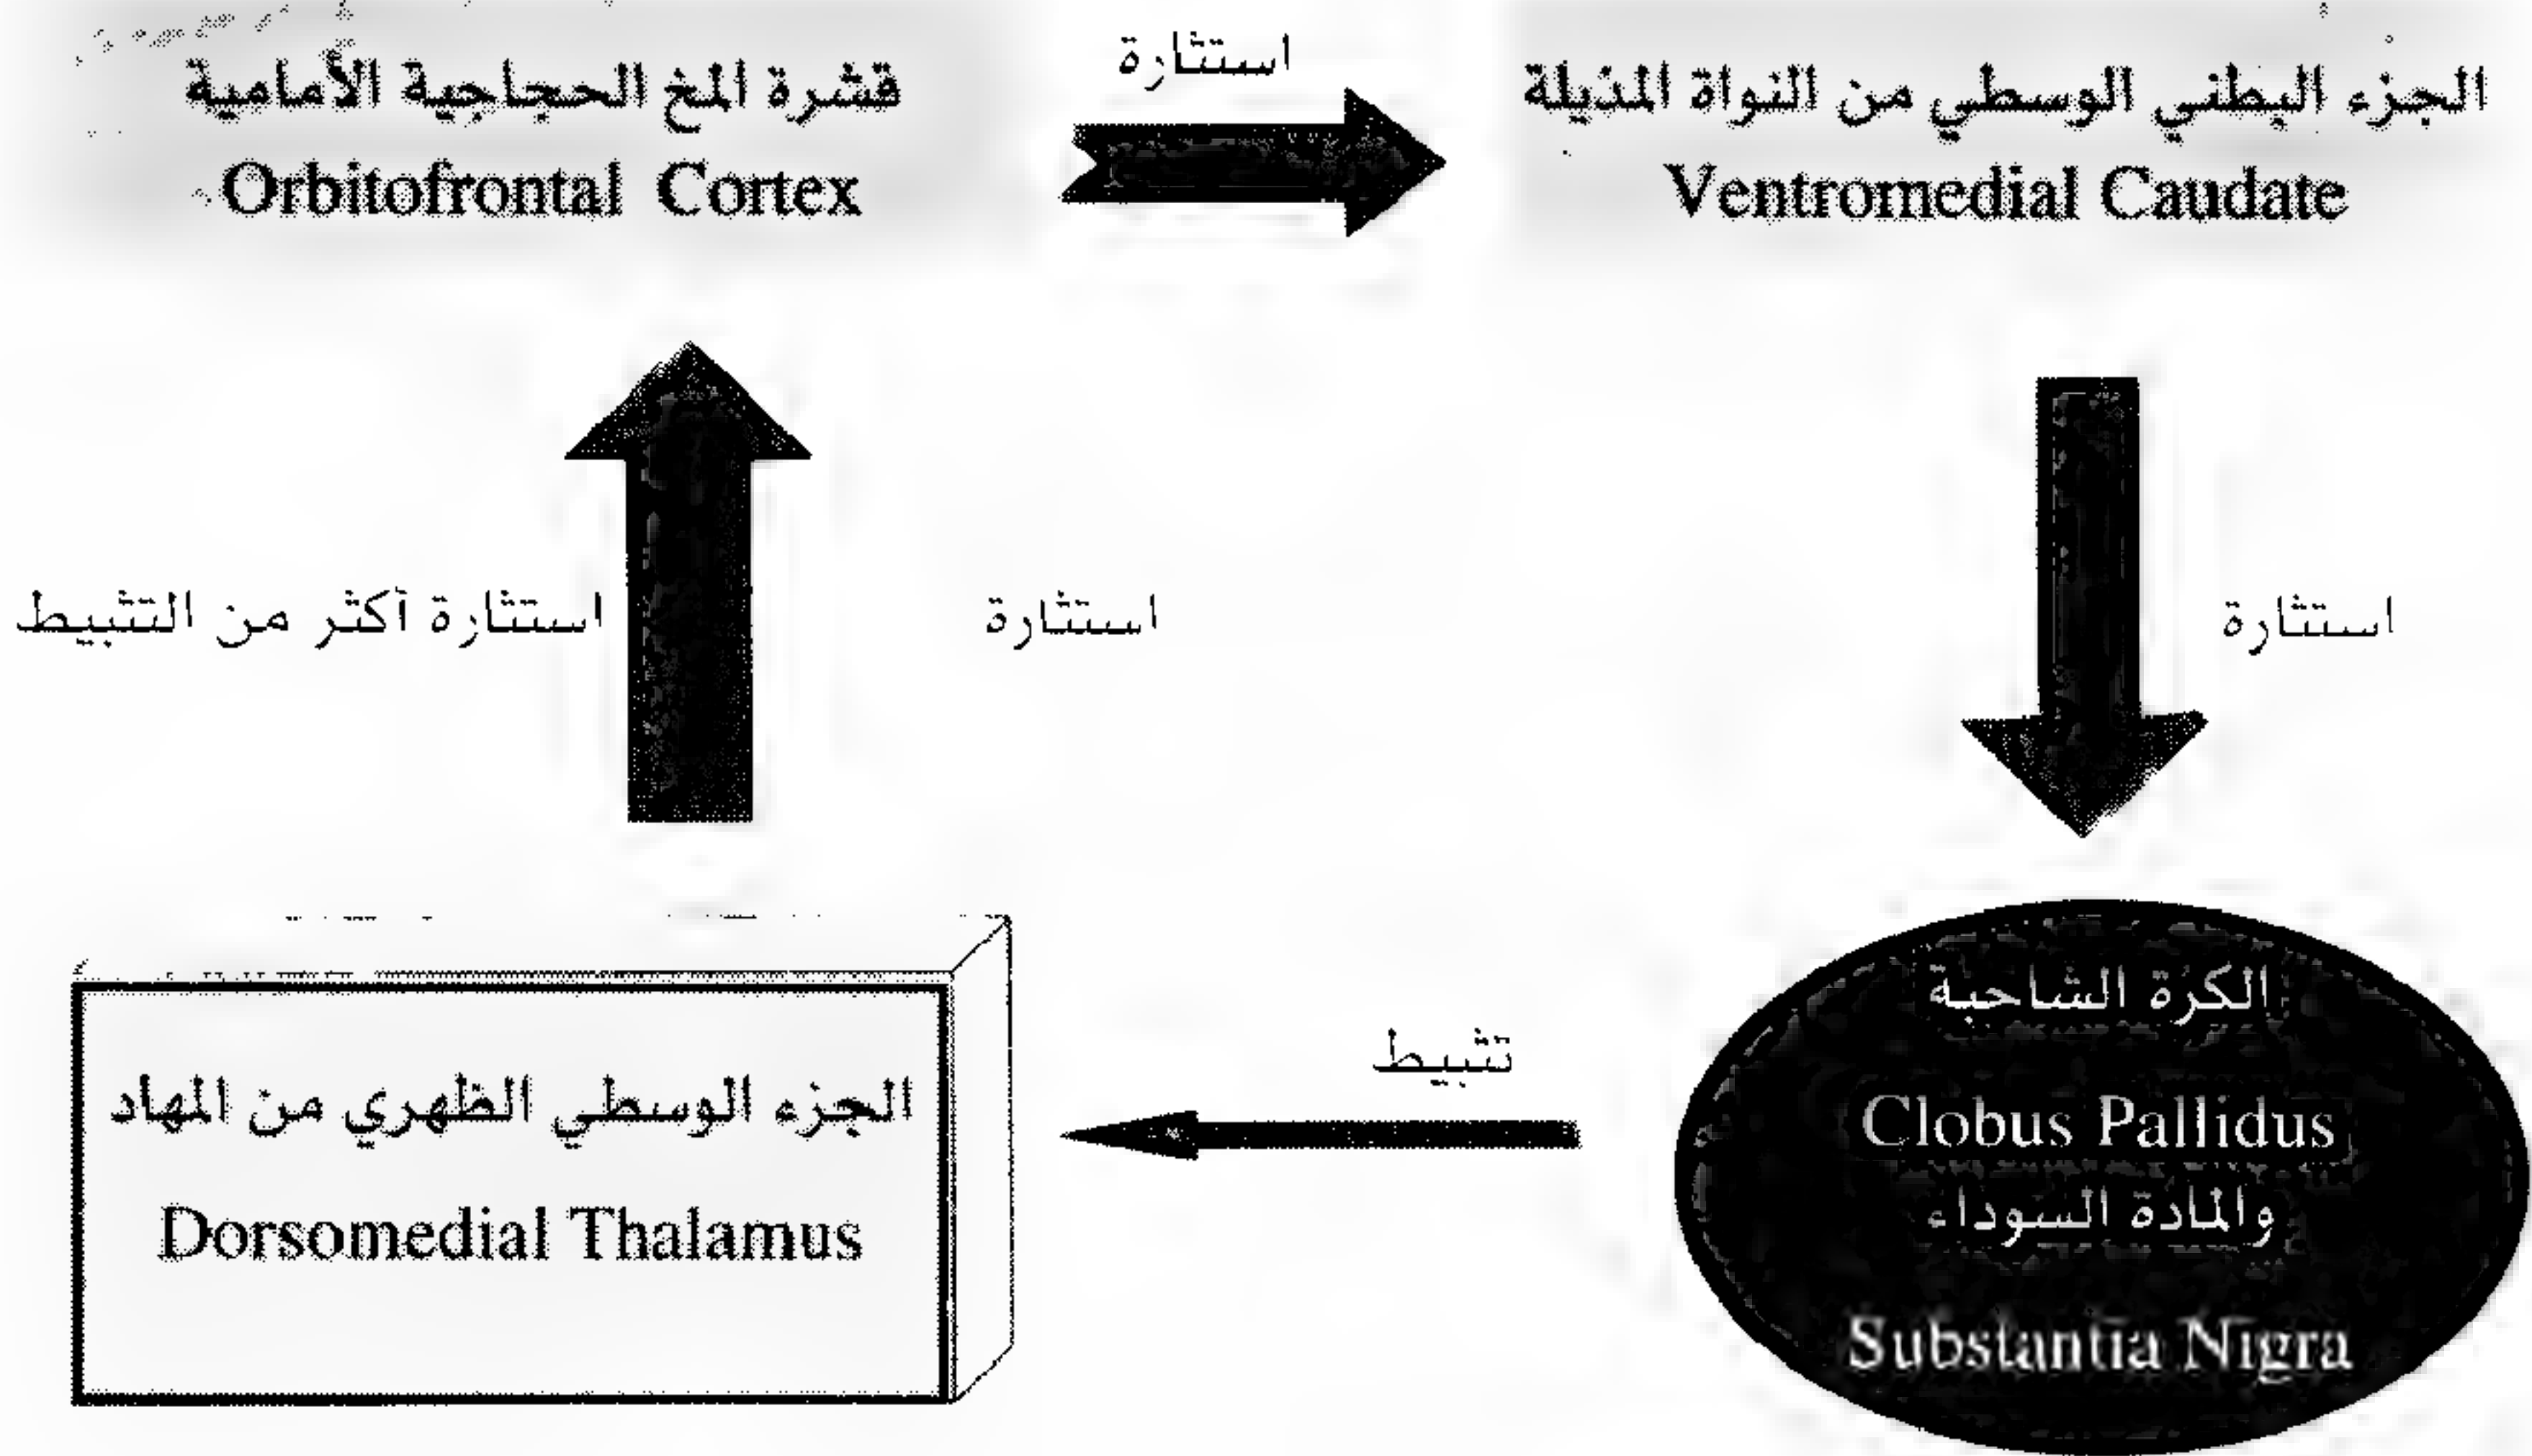 قشرة المخ الحجاجية الأمامية
Orbitofrontal Cortex
استثارة
الجزء البطني الوسطي من النواة المذيلة
Ventromedial Caudate
استثارة أكثر من التثبيط
استثارة
استثارة
الجزء الوسطي الظهري من المهاد
Dorsomedial Thalamus
تثبيط
الكرة الشاحبة
Clobus Pallidus
والمادة السوداء
Substantia Nigra